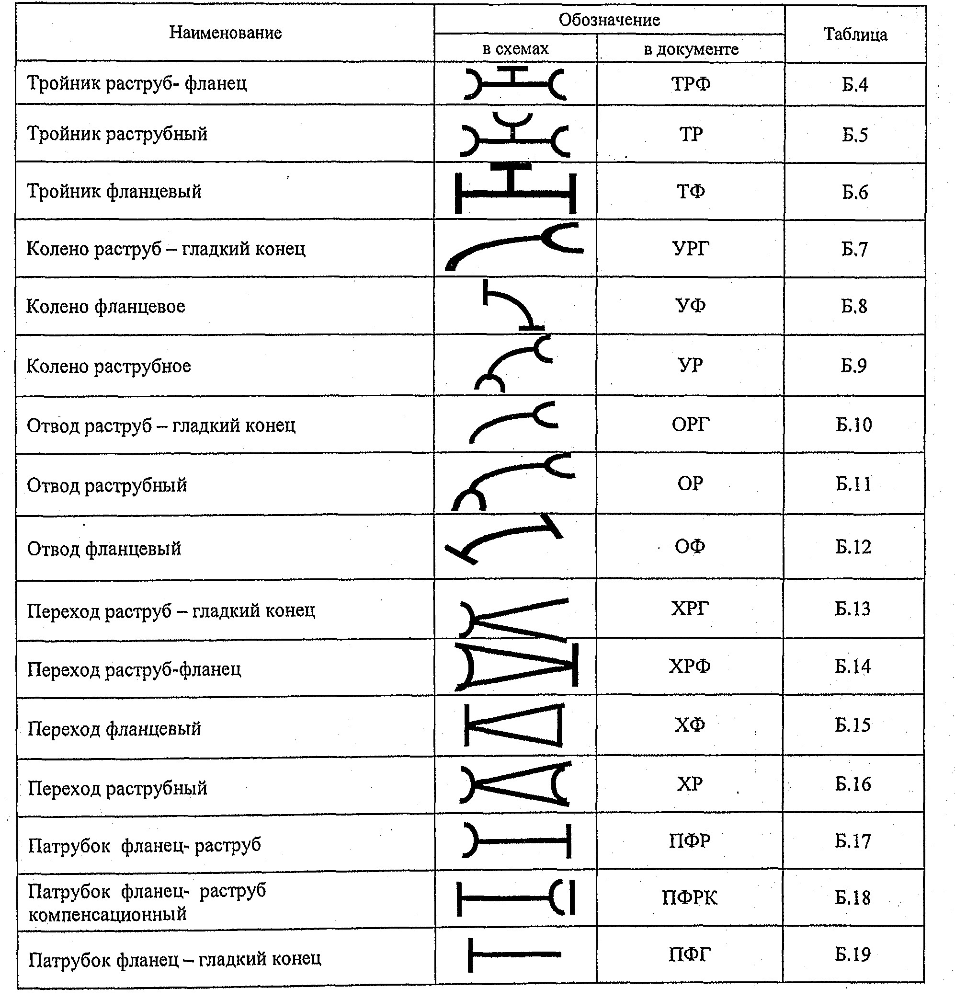 Наименование
Обозначение
Таблица
в схемах
в документе
Тройник раструб- фланец
ТРФ
Б.4
Тройник раструбный
ТР
Б.5
Тройник фланцевый
ТФ
Б.6
Колено раструб – гладкий конец
УРГ
Б.7
Колено фланцевое
УФ
Б.8
Колено раструбное
УР
Б.9
Отвод раструб – гладкий конец
ОРГ
Б.10
Отвод раструбный
ОР
Б.11
Отвод фланцевый
ОФ
Б.12
Переход раструб – гладкий конец
ХРГ
Б.13
Переход раструб-фланец
ХРФ
Б.14
Переход фланцевый
ХФ
Б.15
Переход раструбный
ХР
Б.16
Патрубок фланец- раструб
ПФР
Б.17
Патрубок фланец- раструб
компенсационный
ПФРК
Б.18
Патрубок фланец – гладкий конец
ПФГ
Б.19